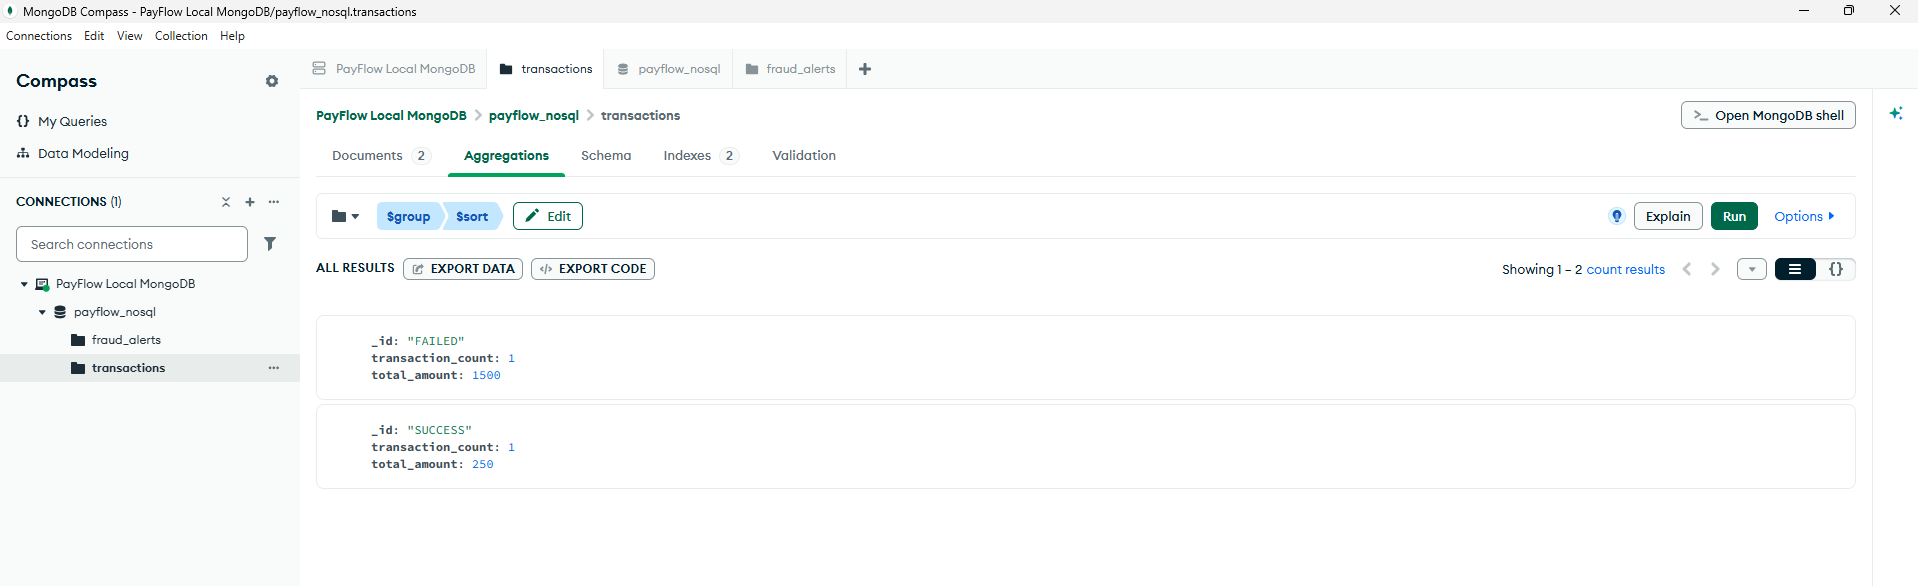 MongoDB Compass - PayFlow Local MongoDB/payflow_nosql.transactions
Connections Edit View Collection Help
Compass
{} My Queries
Data Modeling
CONNECTIONS (1)
Search connections
PayFlow Local MongoDB
payflow_nosql
fraud_alerts
transactions
PayFlow Local MongoDB transactions payflow_nosql fraud_alerts
PayFlow Local MongoDB > payflow_nosql > transactions
>_ Open MongoDB shell
Documents 2 Aggregations Schema Indexes 2 Validation
$group $sort Edit Explain Run Options
ALL RESULTS EXPORT DATA </> EXPORT CODE Showing 1 – 2 count results {}
_id: "FAILED"
transaction_count: 1
total_amount: 1500
_id: "SUCCESS"
transaction_count: 1
total_amount: 250